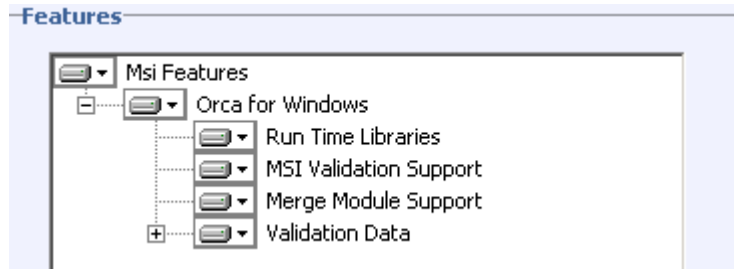 Features
Msi Features
Orca for Windows
Run Time Libraries
MSI Validation Support
Merge Module Support
Validation Data